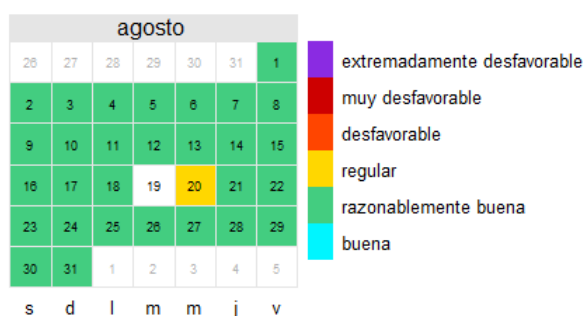 agosto
26 27 28 29 30 31 1
2 3 4 5 6 7 8
9 10 11 12 13 14 15
16 17 18 19 20 21 22
23 24 25 26 27 28 29
30 31 1 2 3 4 5
s d l m m j v
extremadamente desfavorable
muy desfavorable
desfavorable
regular
razonablemente buena
buena